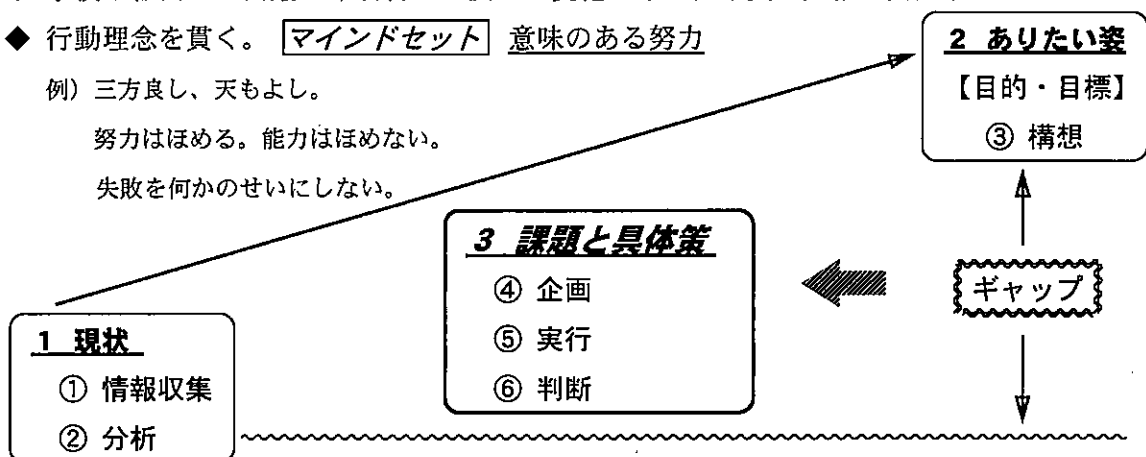 ◆ 行動理念を貫く。 マインドセット 意味のある努力
例）三方良し、天もよし。
努力はほめる。能力はほめない。
失敗を何かのせいにしない。
2 ありたい姿
【目的・目標】
③ 構想
3 課題と具体策
④ 企画
⑤ 実行
⑥ 判断
ギャップ
1 現状
① 情報収集
② 分析